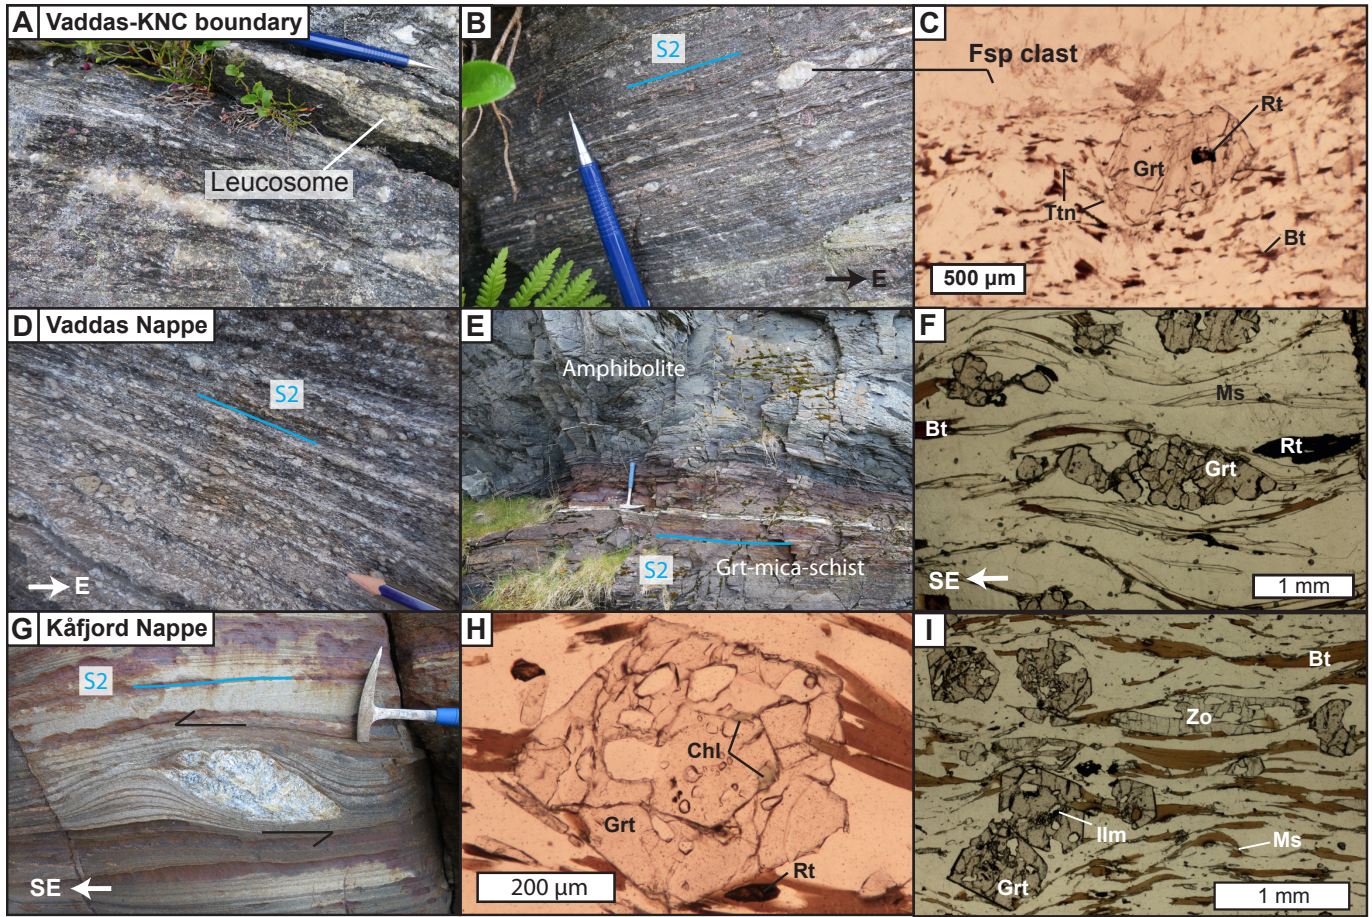 A Vaddas-KNC boundary
Leucosome
B
S2
E
C
Fsp clast
Rt
Grt
Ttn
Bt
500 µm
D Vaddas Nappe
S2
E
E
Amphibolite
S2
Grt-mica-schist
F
Ms
Bt
Rt
Grt
SE
1 mm
G Kåfjord Nappe
S2
SE
H
Chl
Grt
Rt
200 µm
I
Bt
Zo
Ilm
Ms
Grt
1 mm